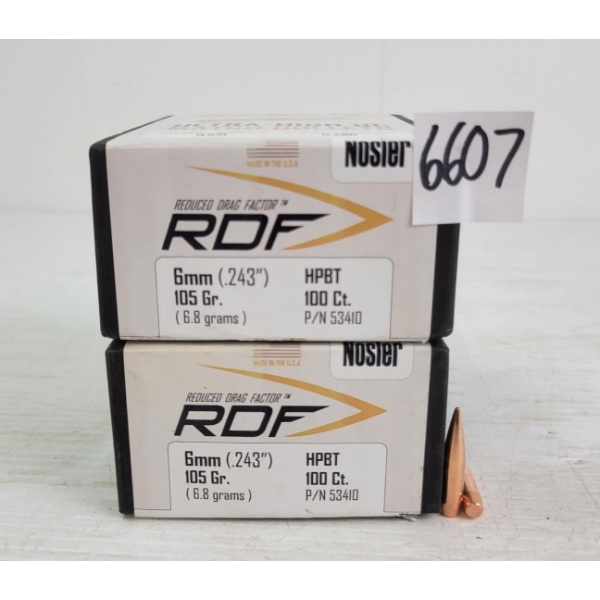 6607
MADE IN THE U.S.A
Nosler
REDUCED DRAG FACTOR™
RDF
6mm (.243") HPBT
105 Gr. 100 Ct.
(6.8 grams) P/N 53410
MADE IN THE U.S.A
Nosler
REDUCED DRAG FACTOR™
RDF
6mm (.243") HPBT
105 Gr. 100 Ct.
(6.8 grams) P/N 53410